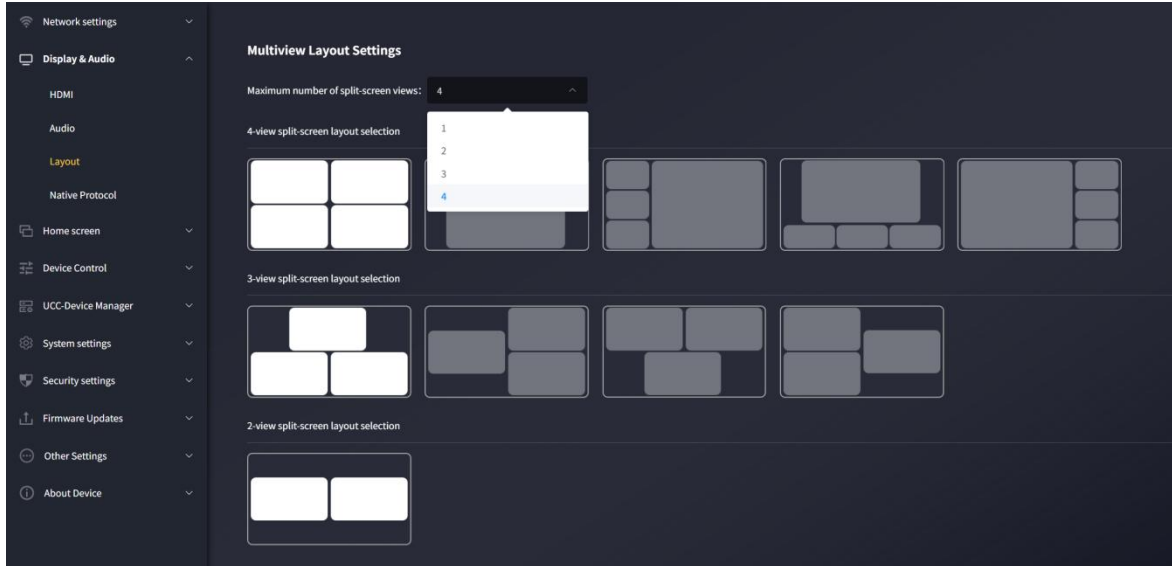 Network settings
Display & Audio
HDMI
Audio
Layout
Native Protocol
Home screen
Device Control
UCC-Device Manager
System settings
Security settings
Firmware Updates
Other Settings
About Device
Multiview Layout Settings
Maximum number of split-screen views: 4
1
2
3
4
4-view split-screen layout selection
3-view split-screen layout selection
2-view split-screen layout selection